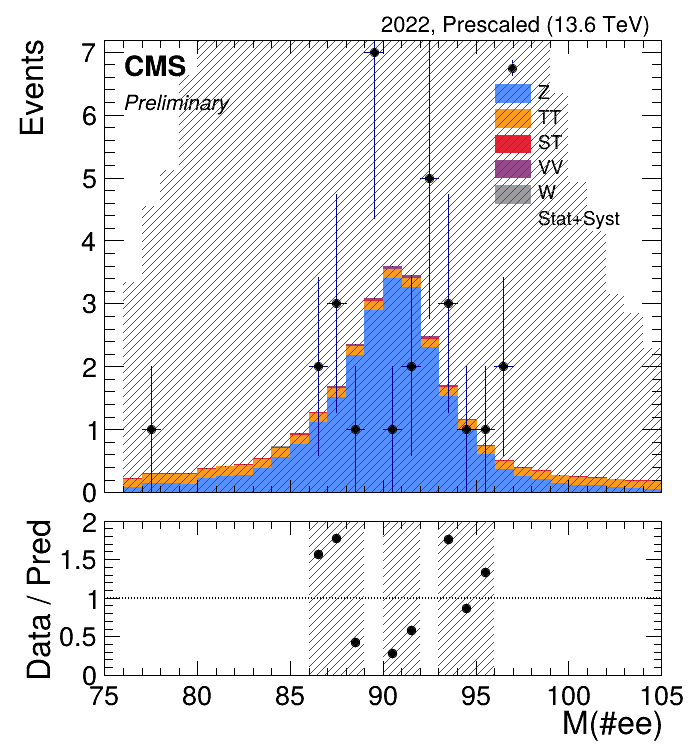 2022, Prescaled (13.6 TeV)
CMS
Preliminary
Events
7
6
5
4
3
2
1
0
Z
TT
ST
VV
W
Stat+Syst
Data / Pred
2
1.5
1
0.5
0
75 80 85 90 95 100 105
M(#ee)